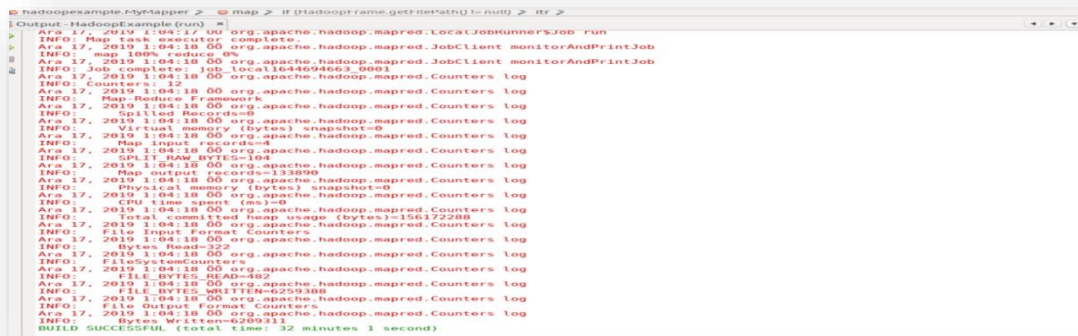 hadoopexample.MyMapper > map > if (HadoopFrame.getFilePath() != null) > itr >
Output - HadoopExample (run) ×
Ara 17, 2019 1:04:17 ÖÖ org.apache.hadoop.mapred.LocalJobRunner$Job run
INFO: Map task executor complete.
Ara 17, 2019 1:04:18 ÖÖ org.apache.hadoop.mapred.JobClient monitorAndPrintJob
INFO:  map 100% reduce 0%
Ara 17, 2019 1:04:18 ÖÖ org.apache.hadoop.mapred.JobClient monitorAndPrintJob
INFO: Job complete: job_local1644694663_0001
Ara 17, 2019 1:04:18 ÖÖ org.apache.hadoop.mapred.Counters log
INFO: Counters: 12
Ara 17, 2019 1:04:18 ÖÖ org.apache.hadoop.mapred.Counters log
INFO:   Map-Reduce Framework
Ara 17, 2019 1:04:18 ÖÖ org.apache.hadoop.mapred.Counters log
INFO:     Spilled Records=0
Ara 17, 2019 1:04:18 ÖÖ org.apache.hadoop.mapred.Counters log
INFO:     Virtual memory (bytes) snapshot=0
Ara 17, 2019 1:04:18 ÖÖ org.apache.hadoop.mapred.Counters log
INFO:     Map input records=4
Ara 17, 2019 1:04:18 ÖÖ org.apache.hadoop.mapred.Counters log
INFO:     SPLIT_RAW_BYTES=104
Ara 17, 2019 1:04:18 ÖÖ org.apache.hadoop.mapred.Counters log
INFO:     Map output records=133890
Ara 17, 2019 1:04:18 ÖÖ org.apache.hadoop.mapred.Counters log
INFO:     Physical memory (bytes) snapshot=0
Ara 17, 2019 1:04:18 ÖÖ org.apache.hadoop.mapred.Counters log
INFO:     CPU time spent (ms)=0
Ara 17, 2019 1:04:18 ÖÖ org.apache.hadoop.mapred.Counters log
INFO:     Total committed heap usage (bytes)=156172288
Ara 17, 2019 1:04:18 ÖÖ org.apache.hadoop.mapred.Counters log
INFO:   File Input Format Counters
Ara 17, 2019 1:04:18 ÖÖ org.apache.hadoop.mapred.Counters log
INFO:     Bytes Read=322
Ara 17, 2019 1:04:18 ÖÖ org.apache.hadoop.mapred.Counters log
INFO:   FileSystemCounters
Ara 17, 2019 1:04:18 ÖÖ org.apache.hadoop.mapred.Counters log
INFO:     FİLE_BYTES_READ=482
Ara 17, 2019 1:04:18 ÖÖ org.apache.hadoop.mapred.Counters log
INFO:     FİLE_BYTES_WRITTEN=6259388
Ara 17, 2019 1:04:18 ÖÖ org.apache.hadoop.mapred.Counters log
INFO:   File Output Format Counters
Ara 17, 2019 1:04:18 ÖÖ org.apache.hadoop.mapred.Counters log
INFO:     Bytes Written=6209311
BUILD SUCCESSFUL (total time: 32 minutes 1 second)